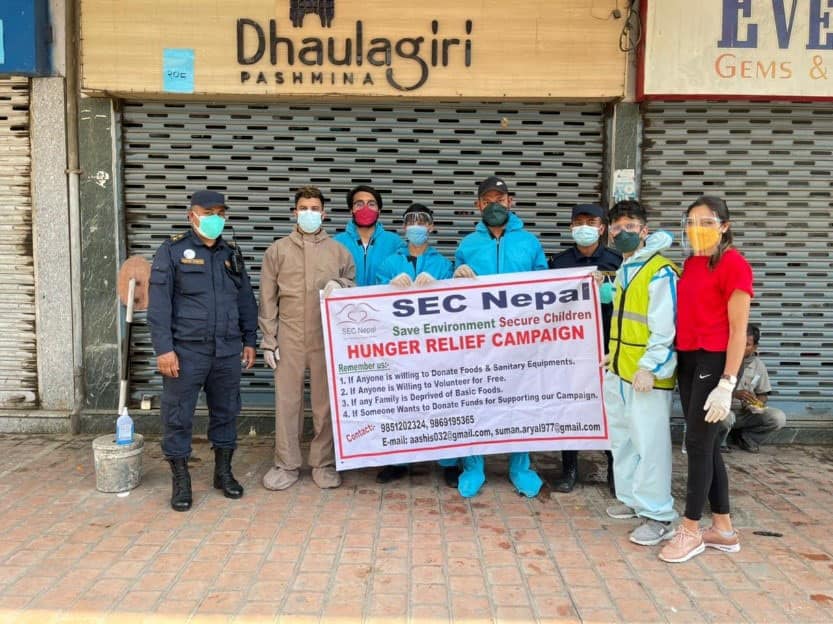 Dhaulagiri
PASHMINA
EVE
GEMS &
SEC Nepal
SEC Nepal
Save Environment Secure Children
HUNGER RELIEF CAMPAIGN
Remember us:-
1. If Anyone is willing to Donate Foods & Sanitary Equipments.
2. If Anyone is Willing to Volunteer for Free.
3. If any Family is Deprived of Basic Foods.
4. If Someone Wants to Donate Funds for Supporting our Campaign.
Contact:- 9851202324, 9869195365
E-mail: aashis032@gmail.com, suman.aryal977@gmail.com